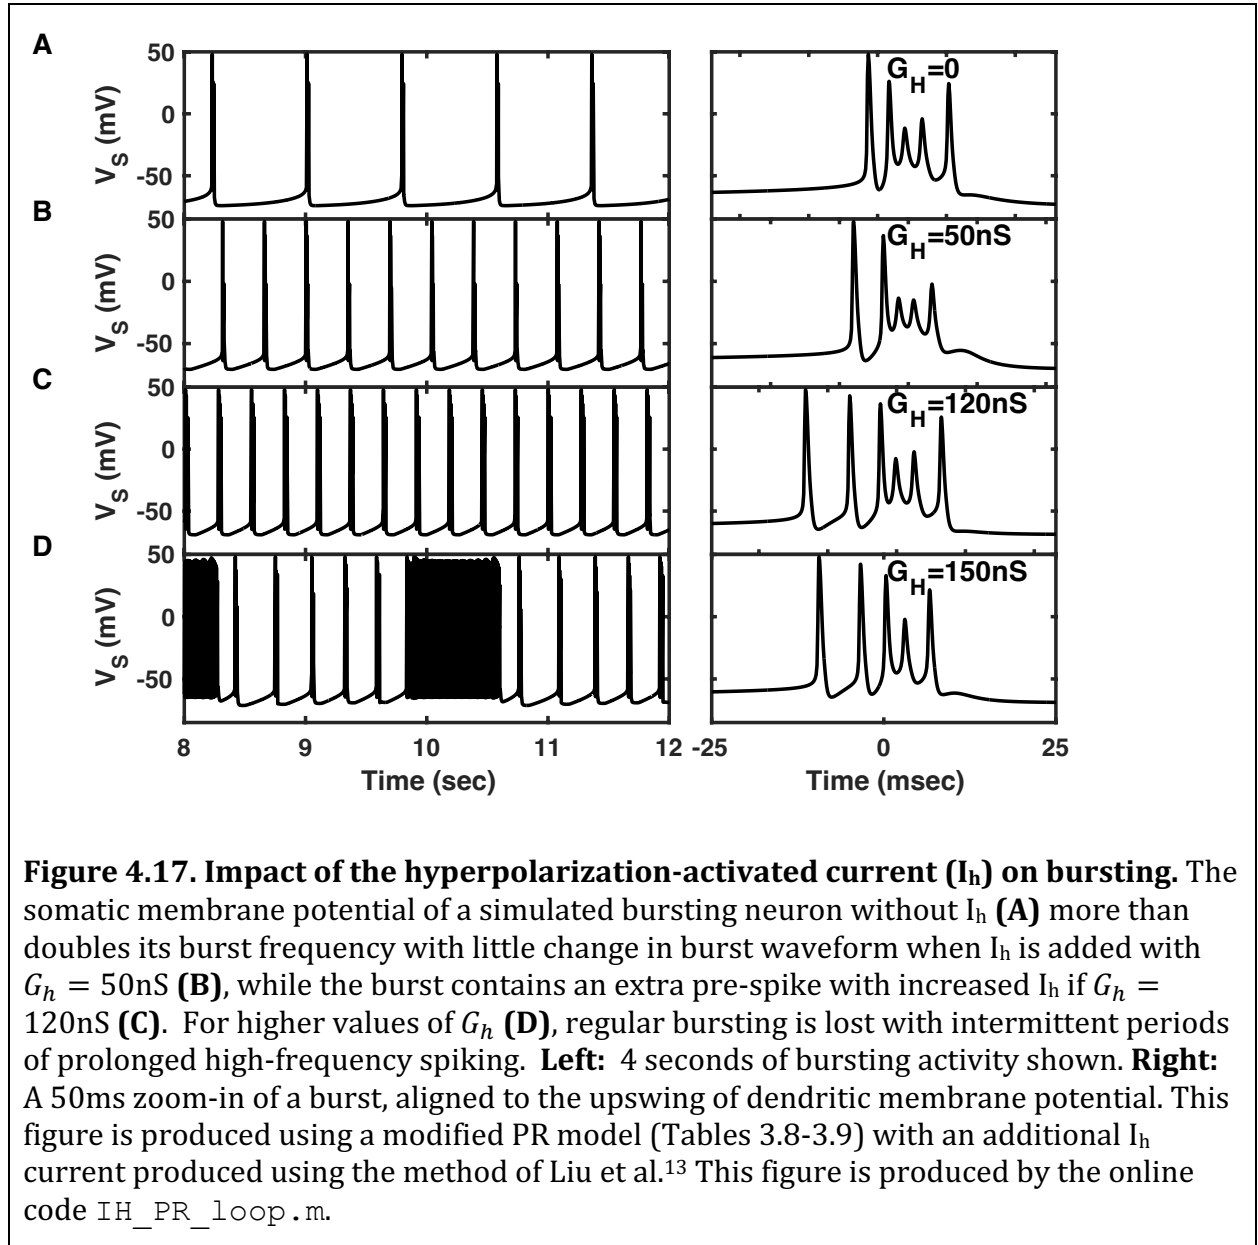 A
50
0
-50
V_S (mV)
G_H=0
B
50
0
-50
V_S (mV)
G_H=50nS
C
50
0
-50
V_S (mV)
G_H=120nS
D
50
0
-50
V_S (mV)
G_H=150nS
8 9 10 11 12
Time (sec)
-25 0 25
Time (msec)
Figure 4.17. Impact of the hyperpolarization-activated current (I_h) on bursting. The
somatic membrane potential of a simulated bursting neuron without I_h (A) more than
doubles its burst frequency with little change in burst waveform when I_h is added with
G_h = 50nS (B), while the burst contains an extra pre-spike with increased I_h if G_h =
120nS (C). For higher values of G_h (D), regular bursting is lost with intermittent periods
of prolonged high-frequency spiking. Left: 4 seconds of bursting activity shown. Right:
A 50ms zoom-in of a burst, aligned to the upswing of dendritic membrane potential. This
figure is produced using a modified PR model (Tables 3.8-3.9) with an additional I_h
current produced using the method of Liu et al.¹³ This figure is produced by the online
code IH_PR_loop.m.